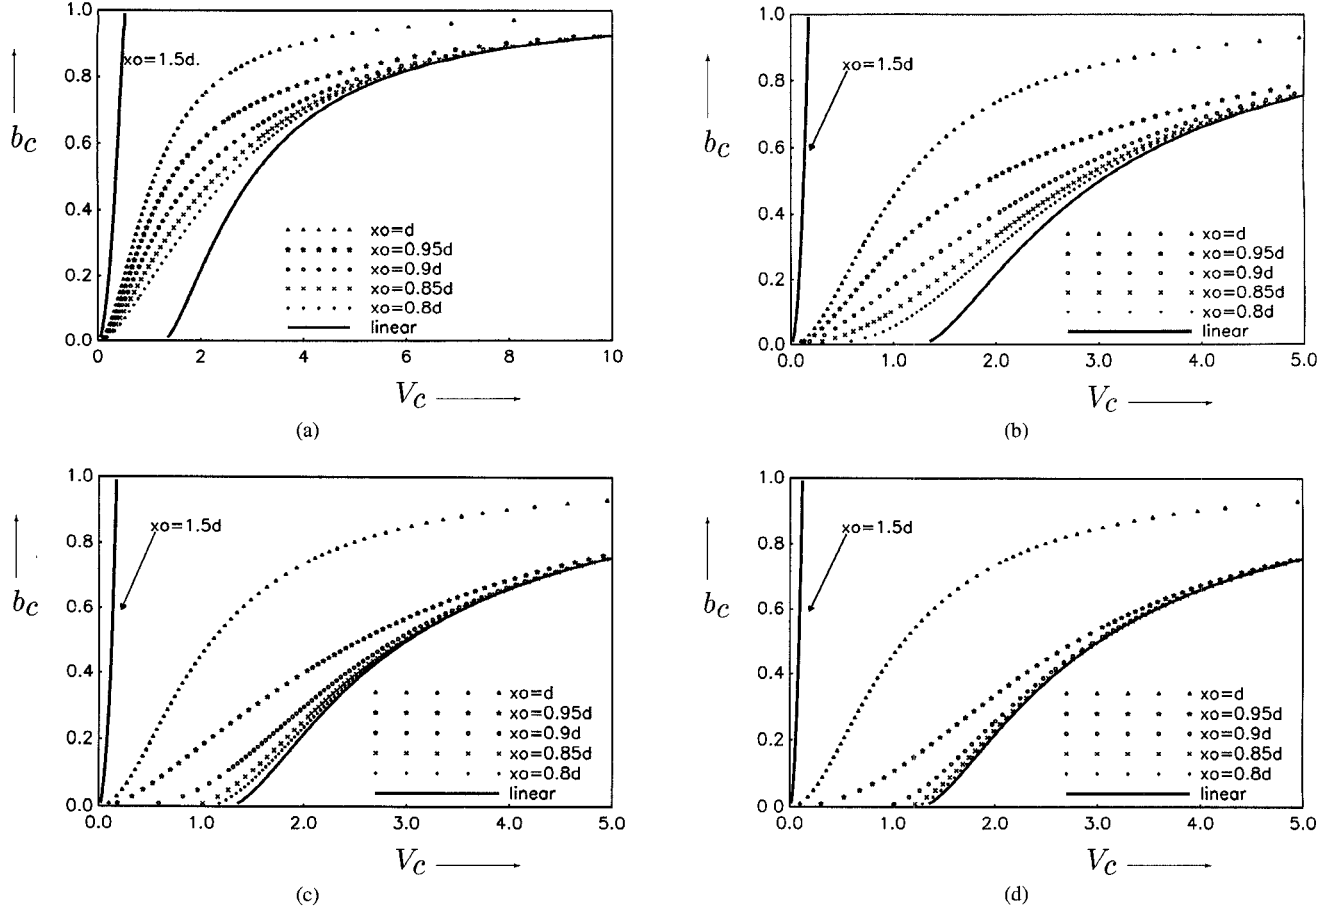 1.0
0.8
0.6
0.4
0.2
0.0
b_c
xo=1.5d.
xo=d
xo=0.95d
xo=0.9d
xo=0.85d
xo=0.8d
linear
0 2 4 6 8 10
V_c
(a)
1.0
0.8
0.6
0.4
0.2
0.0
b_c
xo=1.5d
xo=d
xo=0.95d
xo=0.9d
xo=0.85d
xo=0.8d
linear
0.0 1.0 2.0 3.0 4.0 5.0
V_c
(b)
1.0
0.8
0.6
0.4
0.2
0.0
b_c
xo=1.5d
xo=d
xo=0.95d
xo=0.9d
xo=0.85d
xo=0.8d
linear
0.0 1.0 2.0 3.0 4.0 5.0
V_c
(c)
1.0
0.8
0.6
0.4
0.2
0.0
b_c
xo=1.5d
xo=d
xo=0.95d
xo=0.9d
xo=0.85d
xo=0.8d
linear
0.0 1.0 2.0 3.0 4.0 5.0
V_c
(d)